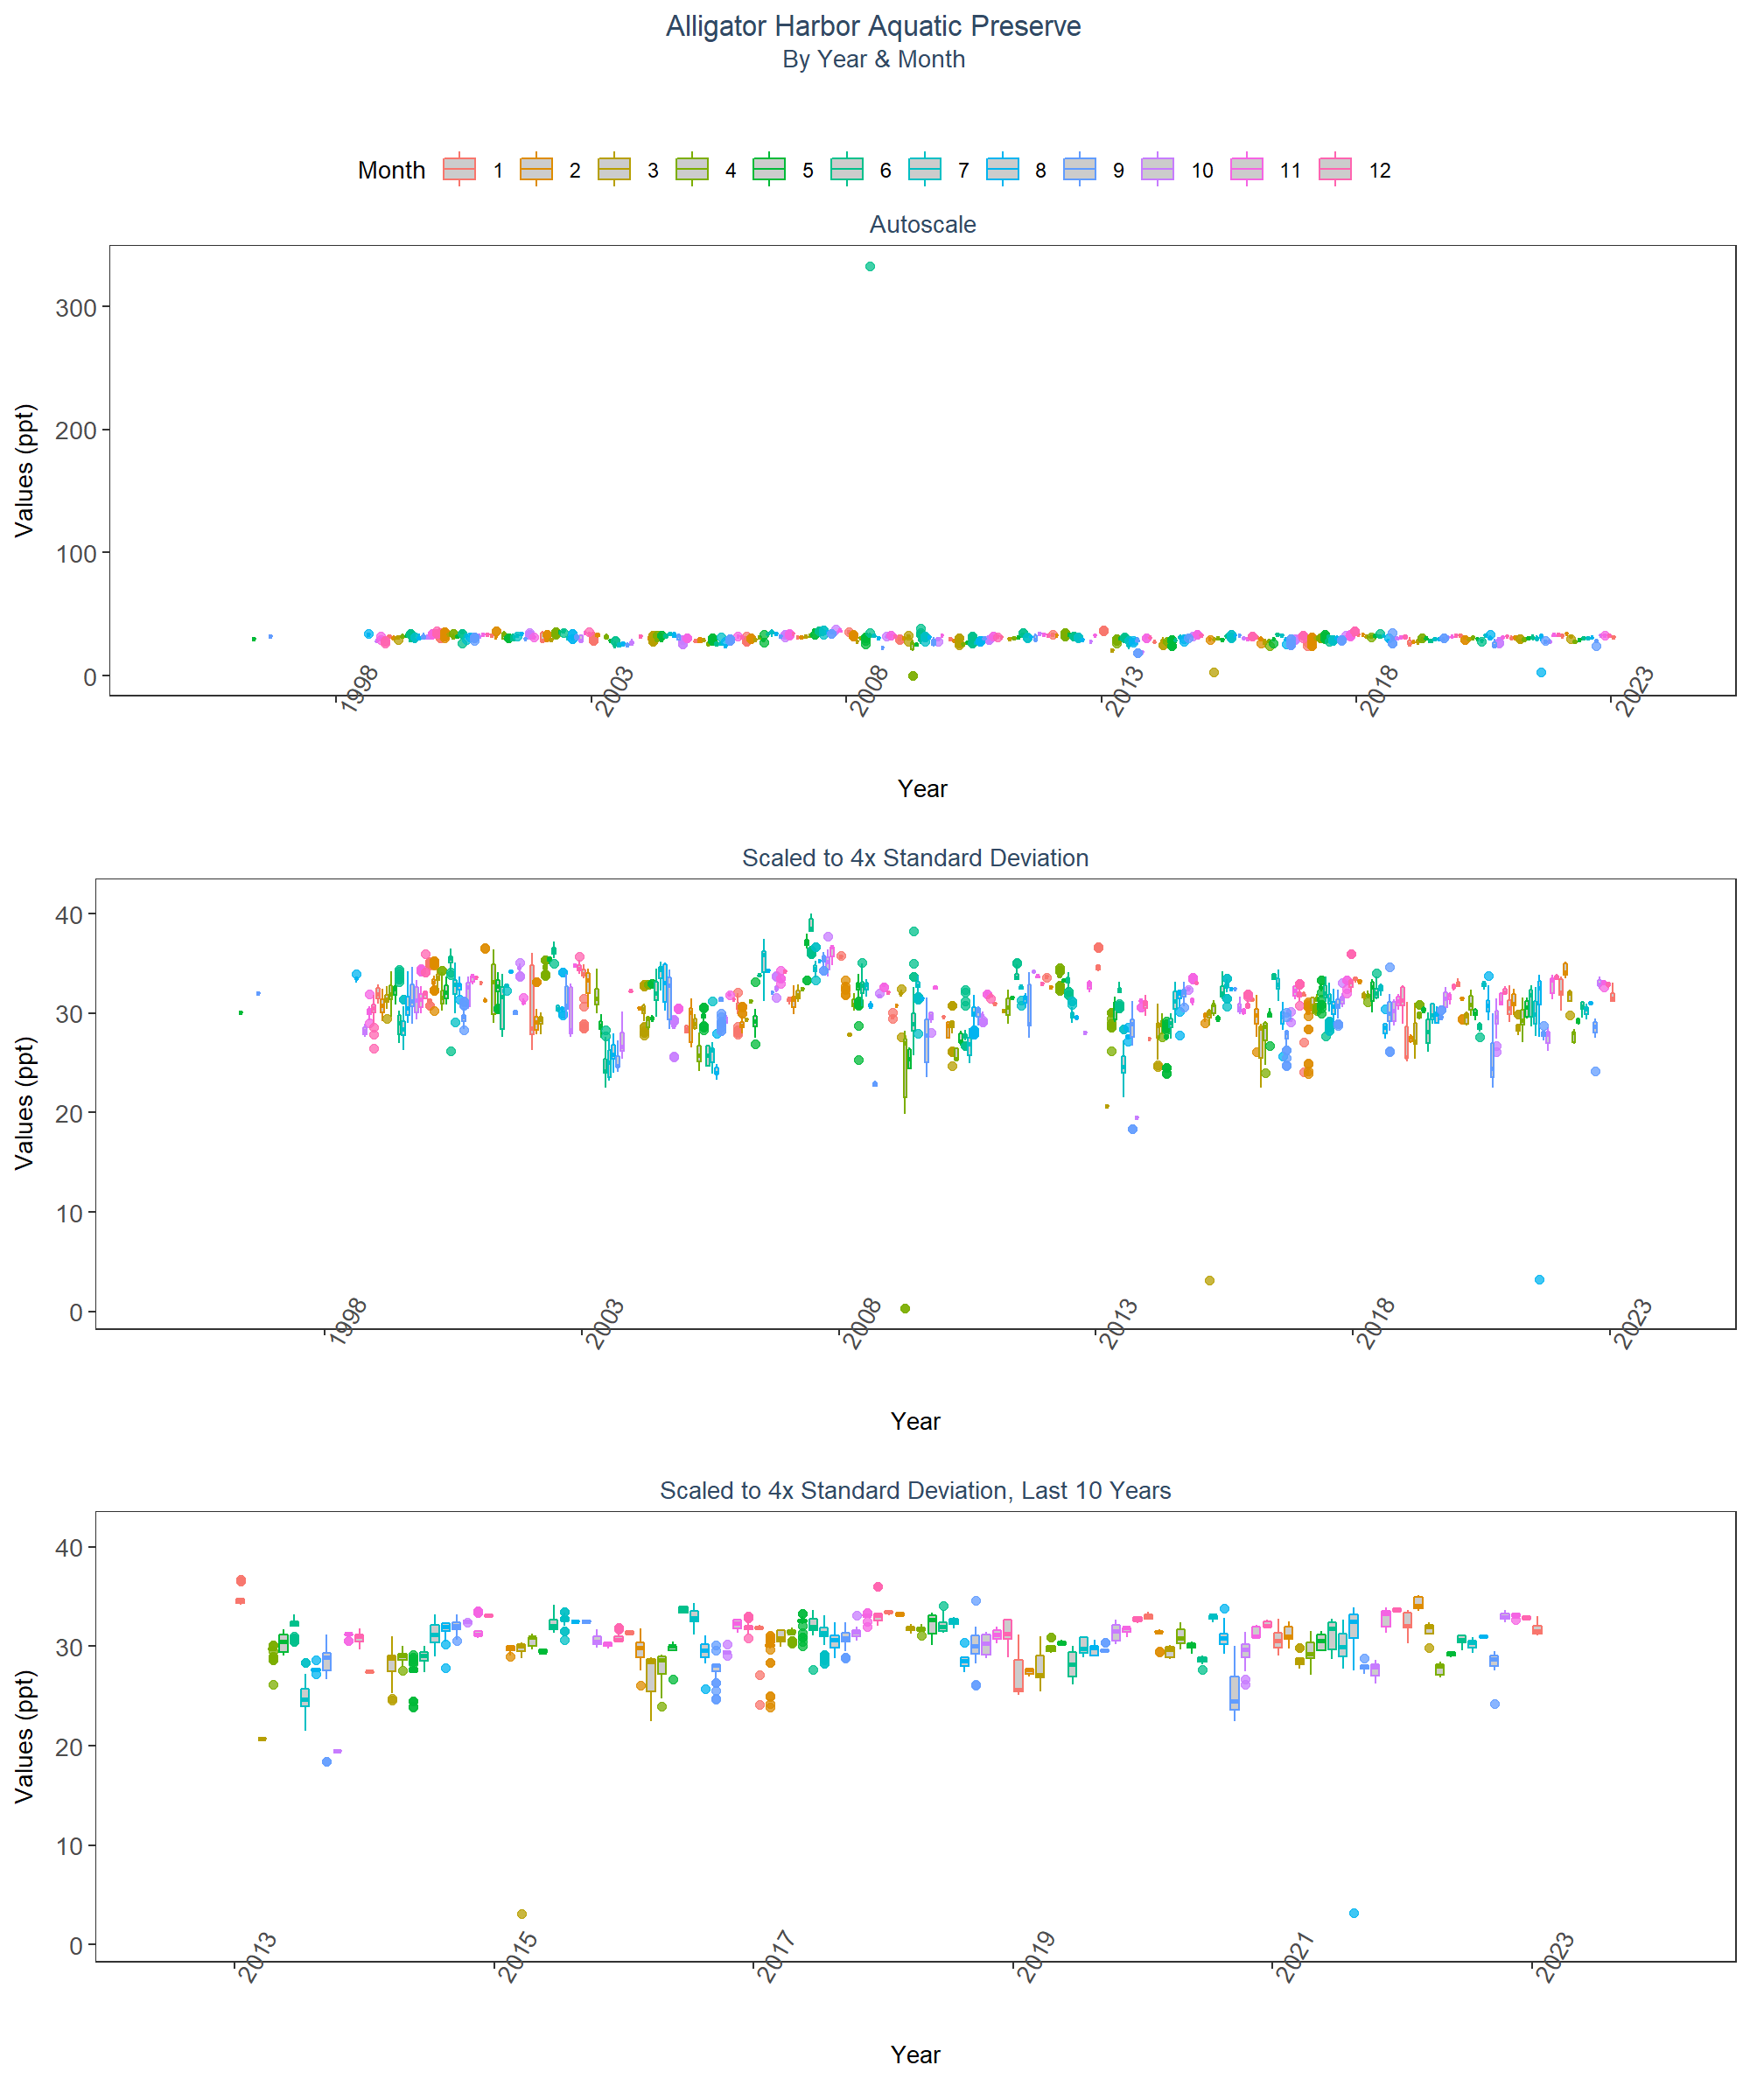 Alligator Harbor Aquatic Preserve
By Year & Month
Month 1 2 3 4 5 6 7 8 9 10 11 12
Autoscale
300
200
100
0
Values (ppt)
1998 2003 2008 2013 2018 2023
Year
Scaled to 4x Standard Deviation
40
30
20
10
0
Values (ppt)
1998 2003 2008 2013 2018 2023
Year
Scaled to 4x Standard Deviation, Last 10 Years
40
30
20
10
0
Values (ppt)
2013 2015 2017 2019 2021 2023
Year